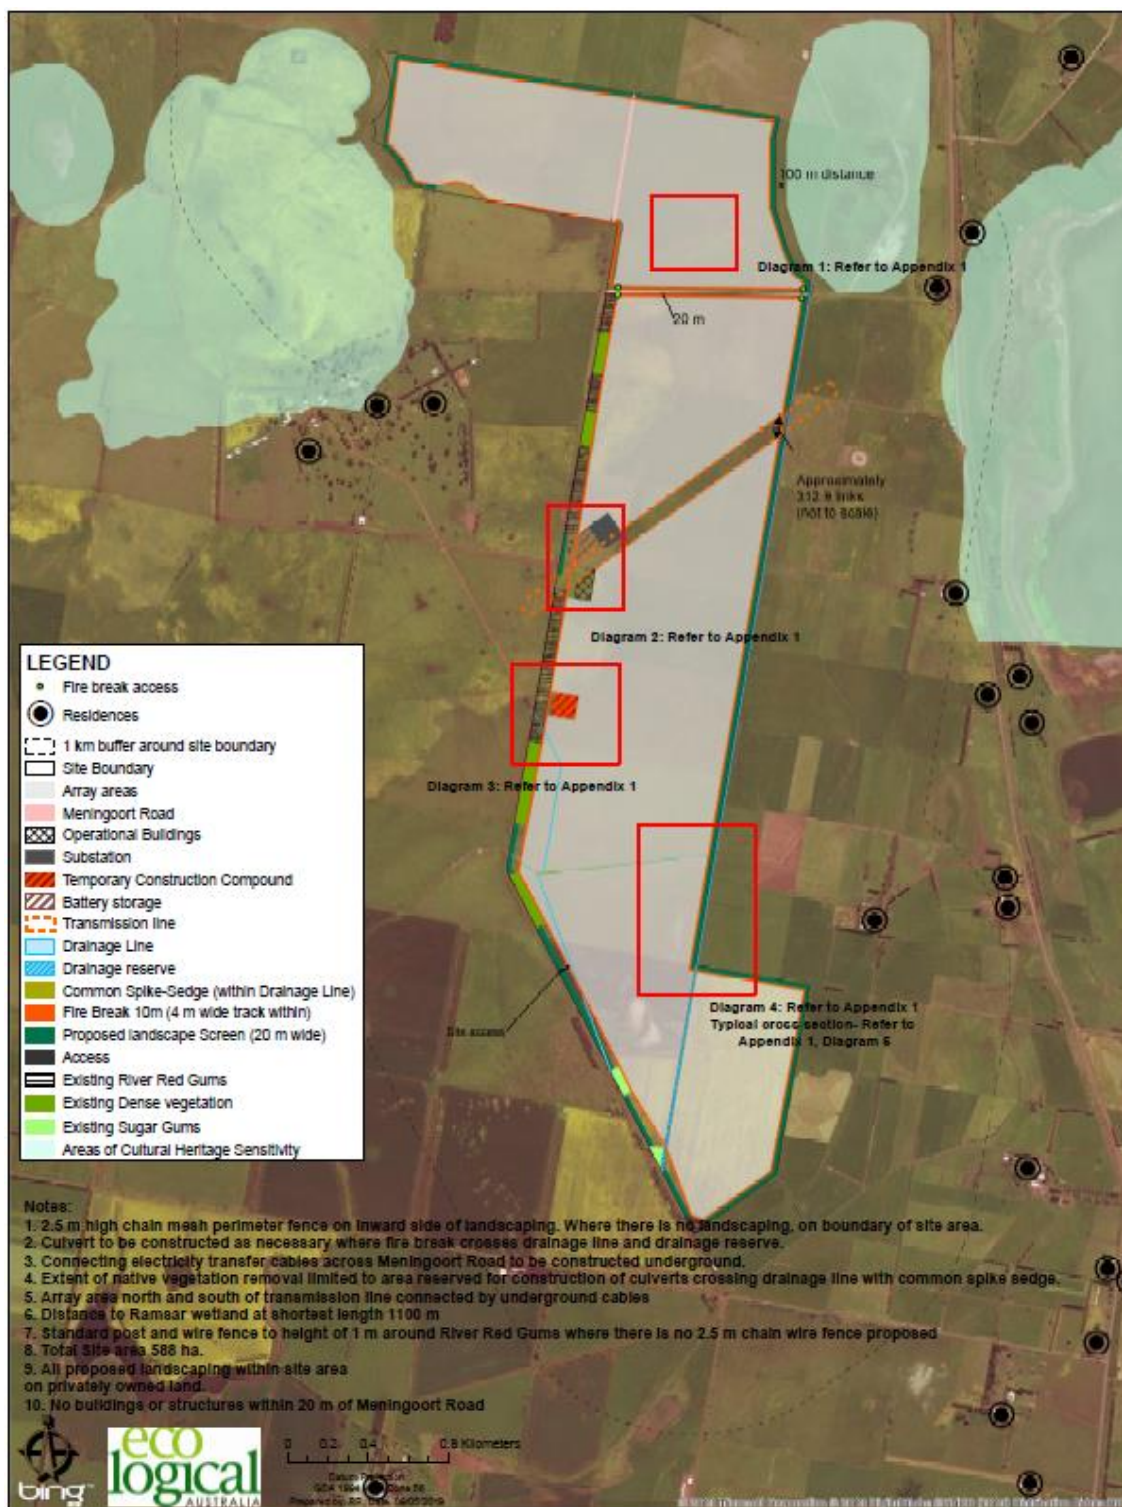 100 m distance
Diagram 1: Refer to Appendix 1
20 m
Approximately
312.9 links
(not to scale)
Diagram 2: Refer to Appendix 1
Diagram 3: Refer to Appendix 1
Site access
Diagram 4: Refer to Appendix 1
Typical cross section- Refer to
Appendix 1, Diagram 5
LEGEND
Fire break access
Residences
1 km buffer around site boundary
Site Boundary
Array areas
Meningoort Road
Operational Buildings
Substation
Temporary Construction Compound
Battery storage
Transmission line
Drainage Line
Drainage reserve
Common Spike-Sedge (within Drainage Line)
Fire Break 10m (4 m wide track within)
Proposed landscape Screen (20 m wide)
Access
Existing River Red Gums
Existing Dense vegetation
Existing Sugar Gums
Areas of Cultural Heritage Sensitivity
Notes:
1. 2.5 m high chain mesh perimeter fence on inward side of landscaping. Where there is no landscaping, on boundary of site area.
2. Culvert to be constructed as necessary where fire break crosses drainage line and drainage reserve.
3. Connecting electricity transfer cables across Meningoort Road to be constructed underground.
4. Extent of native vegetation removal limited to area reserved for construction of culverts crossing drainage line with common spike sedge.
5. Array area north and south of transmission line connected by underground cables
6. Distance to Ramsar wetland at shortest length 1100 m
7. Standard post and wire fence to height of 1 m around River Red Gums where there is no 2.5 m chain wire fence proposed
8. Total Site area 588 ha.
9. All proposed landscaping within site area
on privately owned land.
10. No buildings or structures within 20 m of Meningoort Road
bing
eco
logical
AUSTRALIA
0 0.2 0.4 0.8 Kilometers